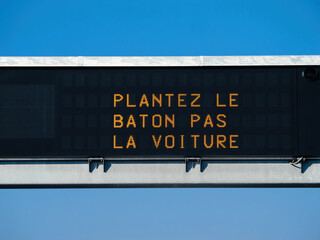 PLANTEZ LE
BATON PAS
LA VOITURE